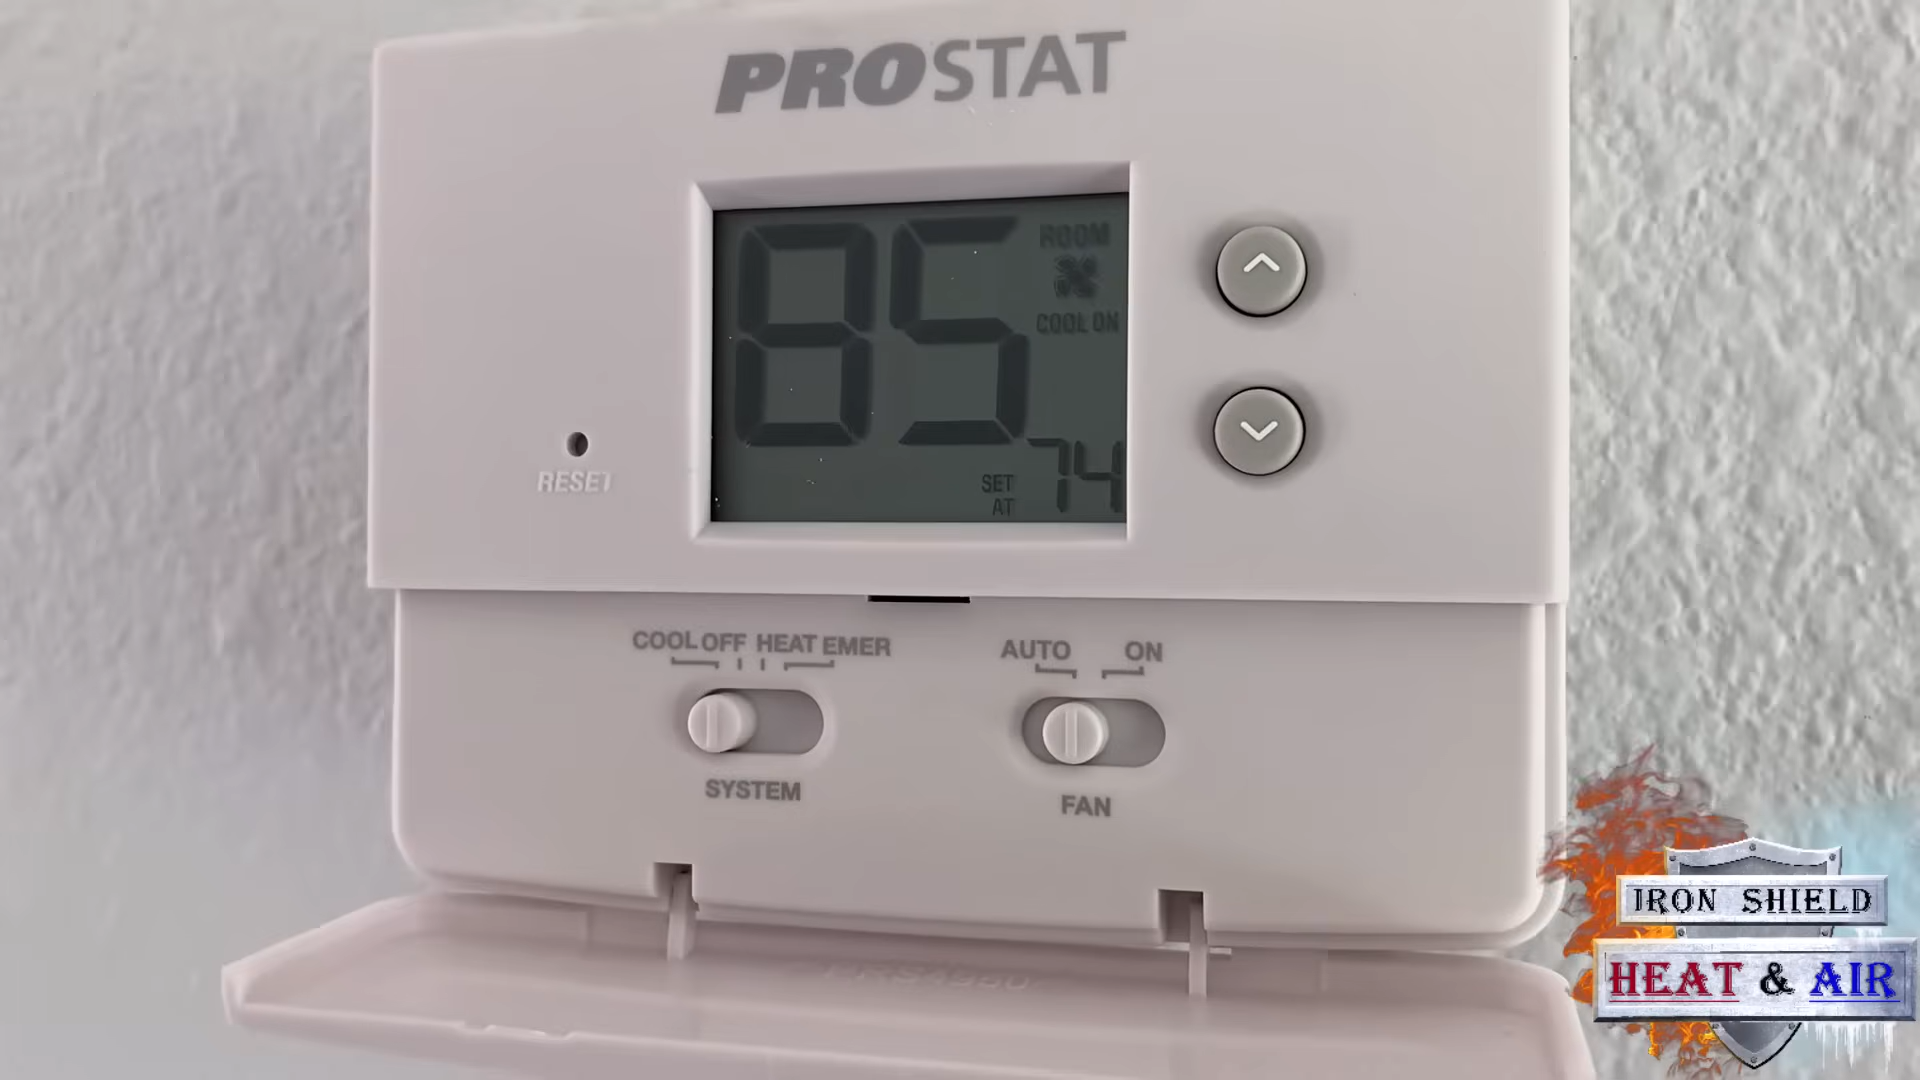 PROSTAT
85
ROOM
COOL ON
SET
AT
74
RESET
COOL OFF HEAT EMER
AUTO ON
SYSTEM
FAN
IRON SHIELD
HEAT & AIR